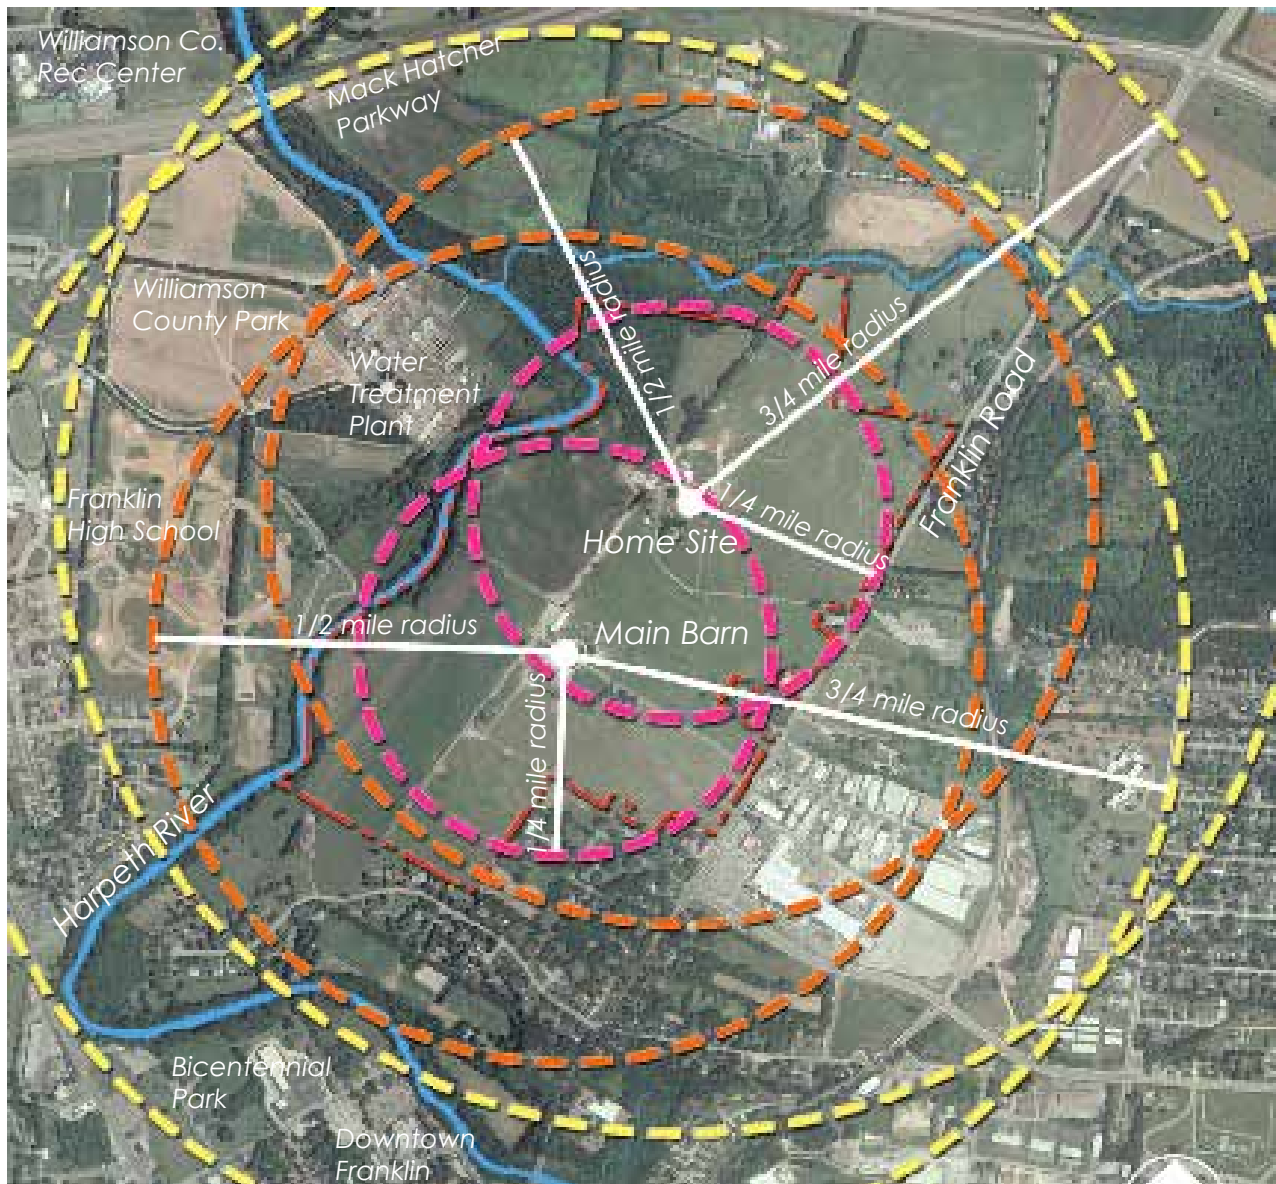 Williamson Co.
Rec Center
Mack Hatcher
Parkway
Williamson
County Park
Water
Treatment
Plant
1/2 mile radius
3/4 mile radius
Franklin Road
Franklin
High School
1/4 mile radius
Home Site
1/2 mile radius
Main Barn
3/4 mile radius
1/4 mile radius
Harpeth River
Bicentennial
Park
Downtown
Franklin